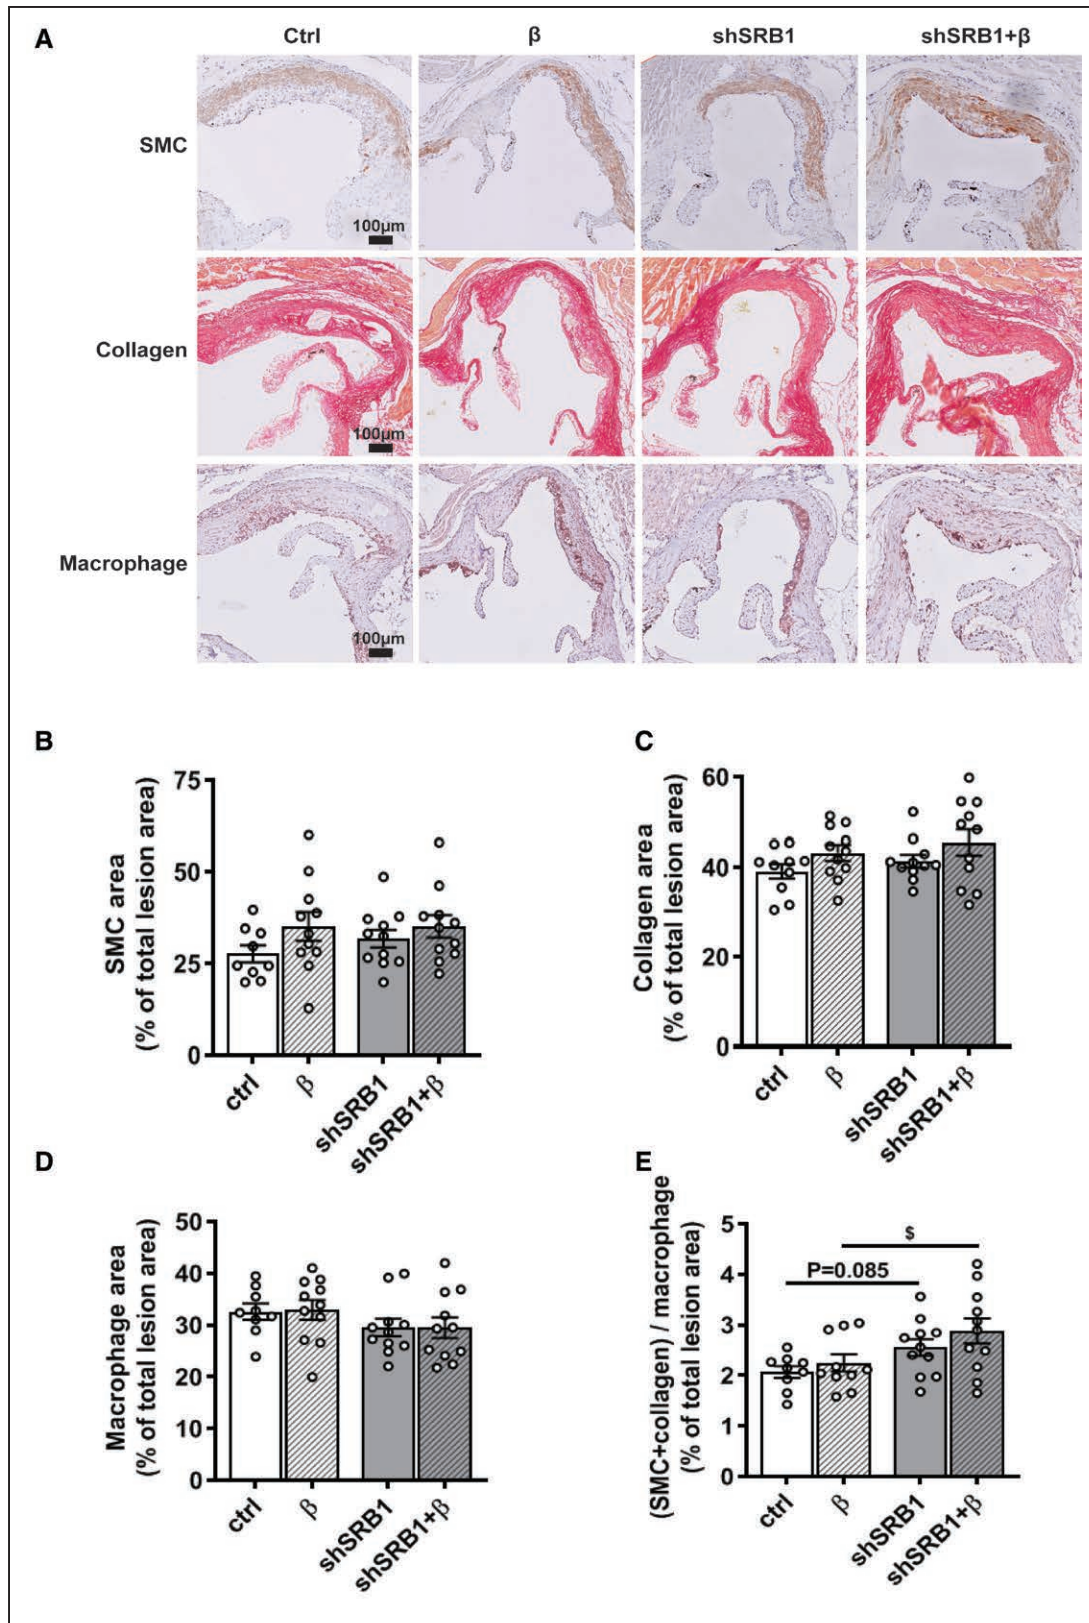 A
Ctrl β shSRB1 shSRB1+β
SMC
100μm
Collagen
100μm
Macrophage
100μm
B
SMC area
(% of total lesion area)
75
50
25
0
ctrl β shSRB1 shSRB1+β
C
Collagen area
(% of total lesion area)
60
40
20
0
ctrl β shSRB1 shSRB1+β
D
Macrophage area
(% of total lesion area)
50
40
30
20
10
0
ctrl β shSRB1 shSRB1+β
E
(SMC+collagen) / macrophage
(% of total lesion area)
5
4
3
2
1
0
$
P=0.085
ctrl β shSRB1 shSRB1+β